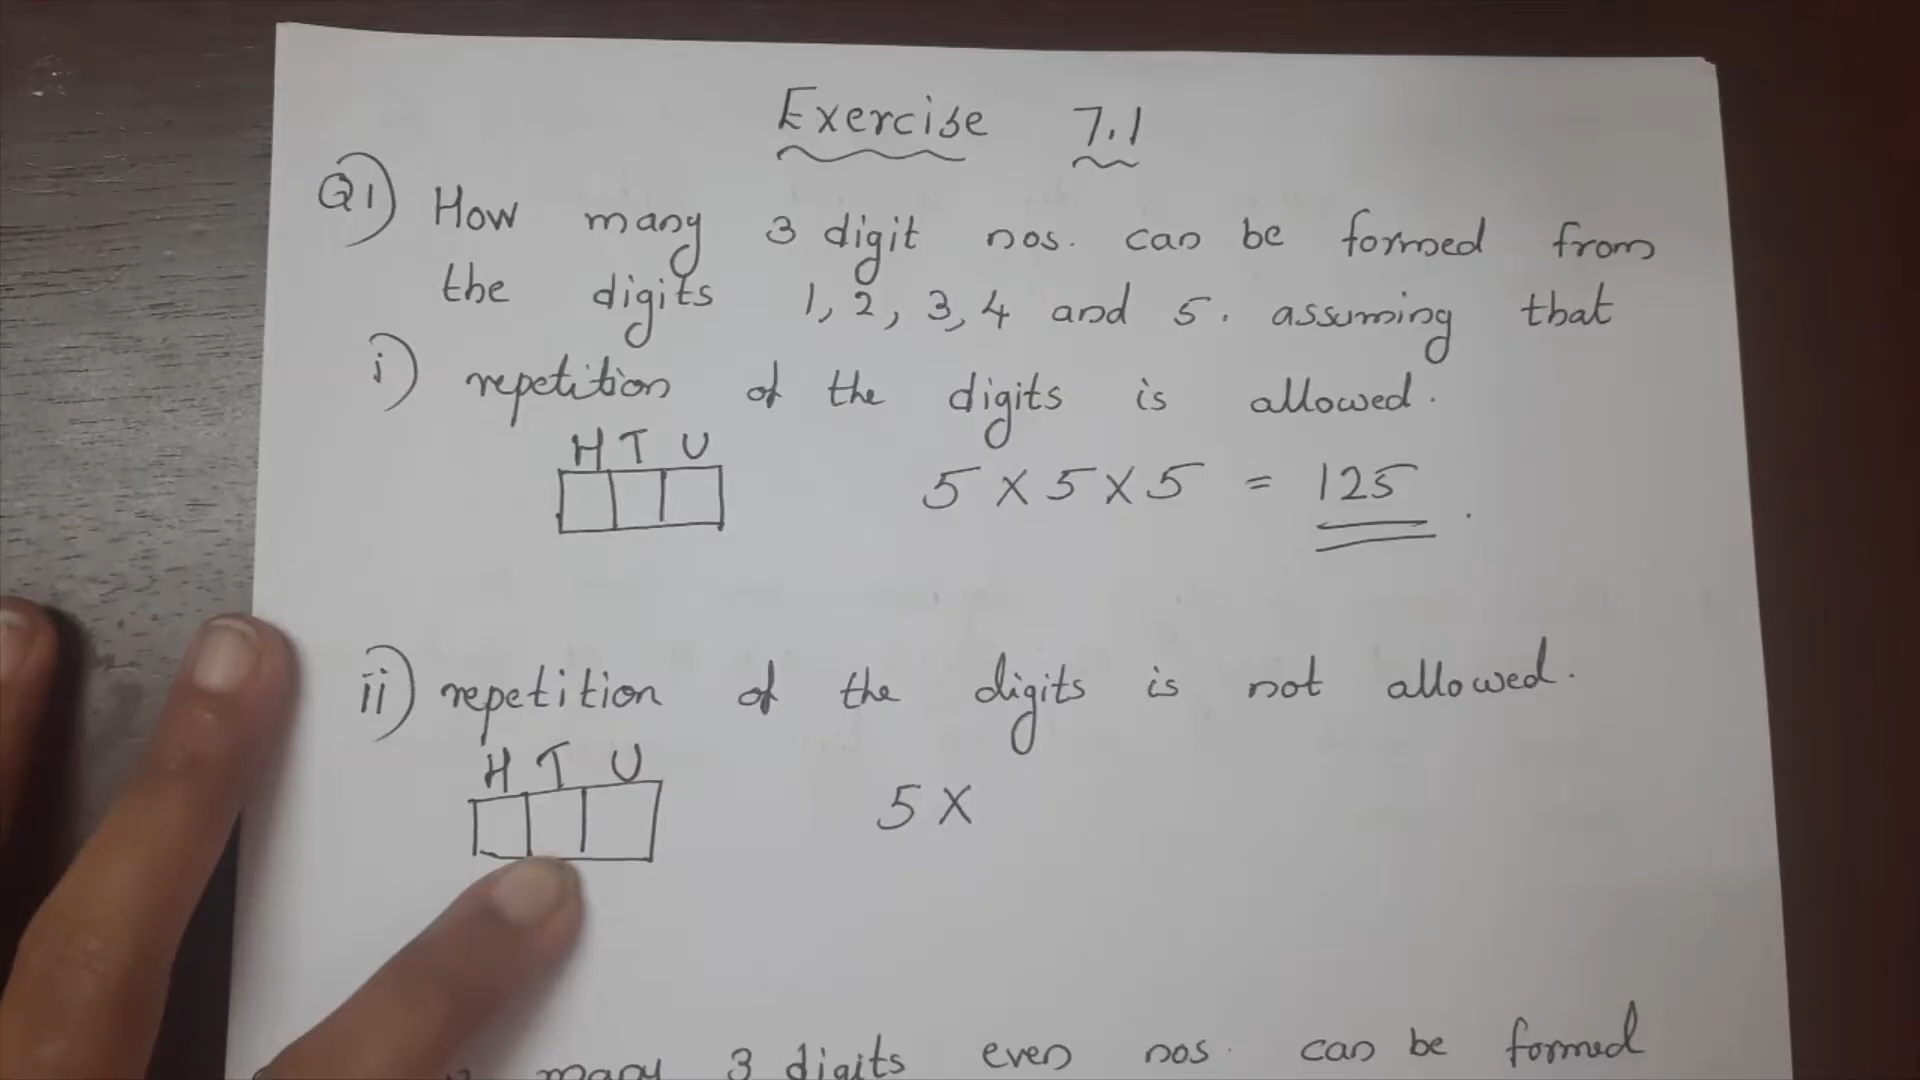 Exercise 7.1
Q1) How many 3 digit nos. can be formed from
the digits 1, 2, 3, 4 and 5. assuming that
i) repetition of the digits is allowed.
H T U
5 X 5 X 5 = 125
ii) repetition of the digits is not allowed.
H T U
5 X
many 3 digits even nos. can be formed